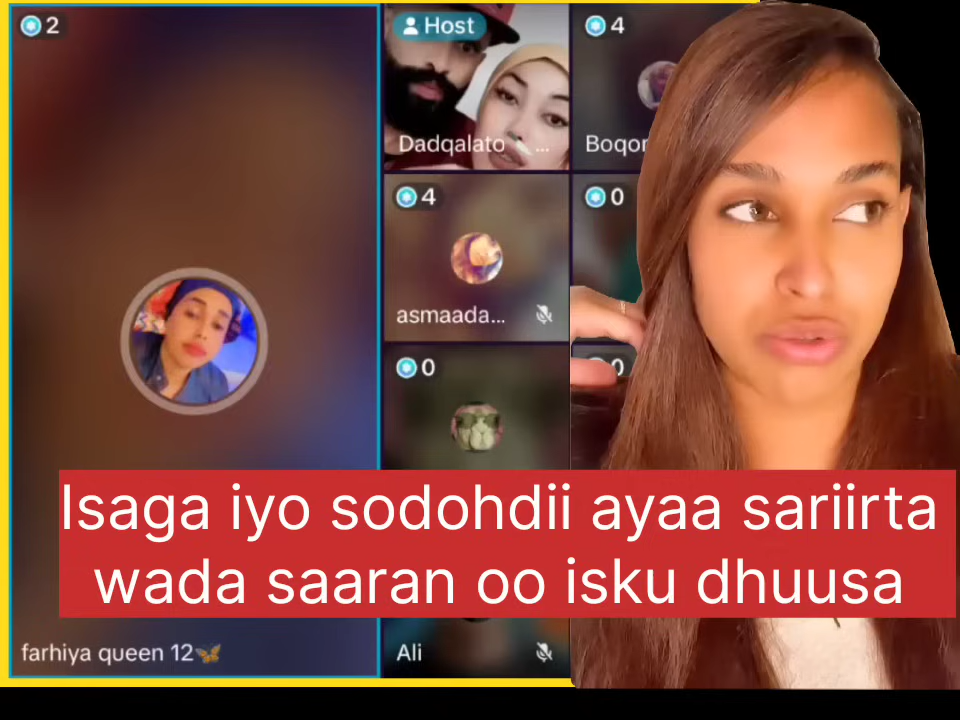 2
Host
4
Dadqalato ...
Boqor
4
0
asmaada...
0
0
Isaga iyo sodohdii ayaa sariirta
wada saaran oo isku dhuusa
farhiya queen 12🦋
Ali